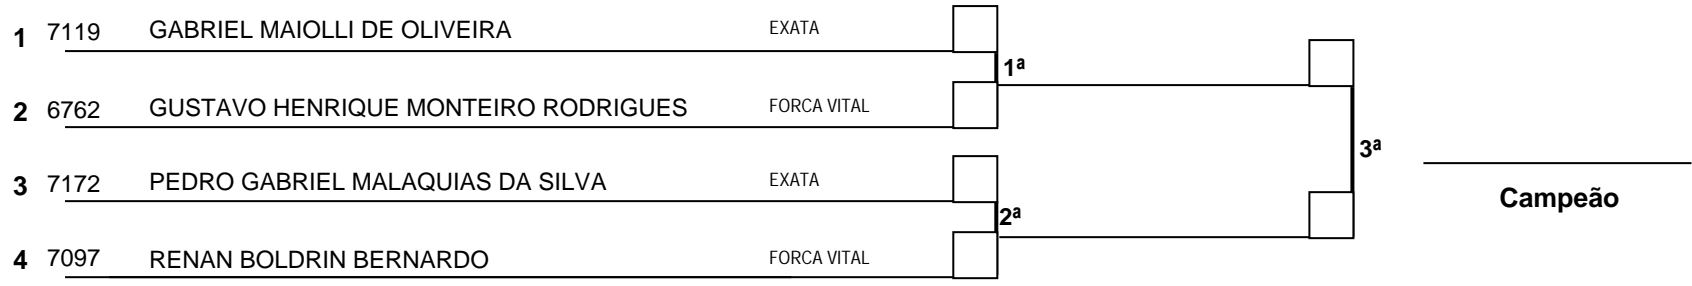 1 7119 GABRIEL MAIOLLI DE OLIVEIRA EXATA
1ª
2 6762 GUSTAVO HENRIQUE MONTEIRO RODRIGUES FORCA VITAL
3ª
3 7172 PEDRO GABRIEL MALAQUIAS DA SILVA EXATA
Campeão
2ª
4 7097 RENAN BOLDRIN BERNARDO FORCA VITAL